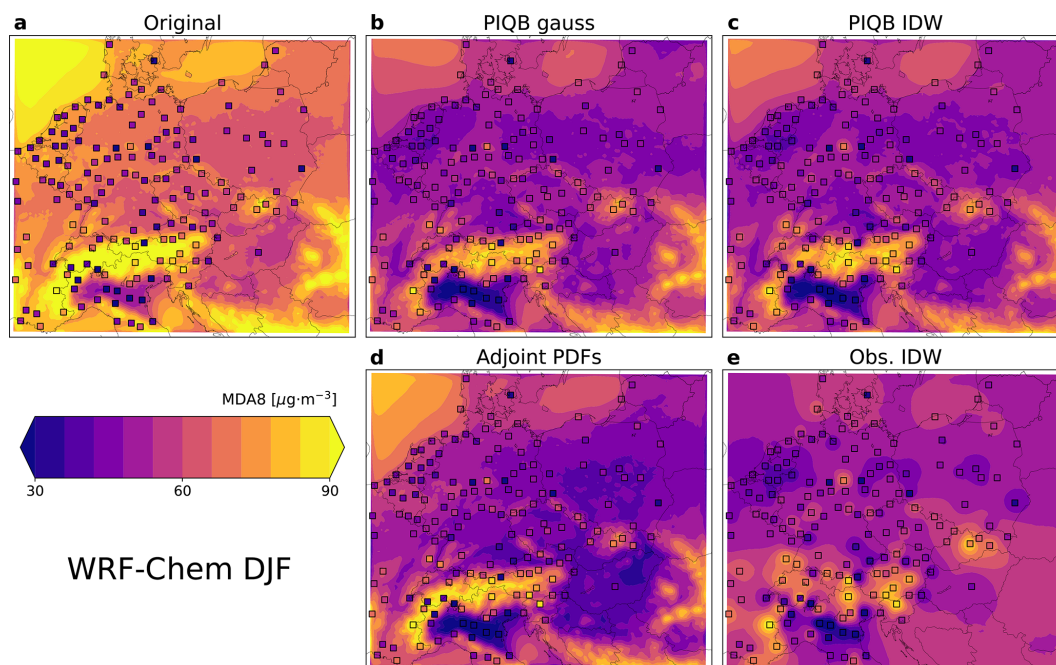 a Original
b PIQB gauss
c PIQB IDW
d Adjoint PDFs
e Obs. IDW
MDA8 [μg·m⁻³]
30 60 90
WRF-Chem DJF